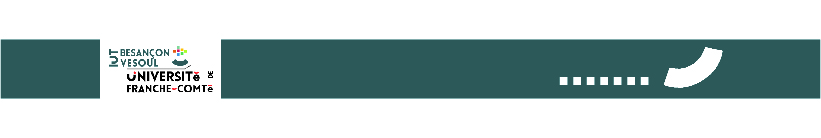 IUT BESANÇON
VESOUL
UNIVERSITÉ DE
FRANCHE-COMTÉ